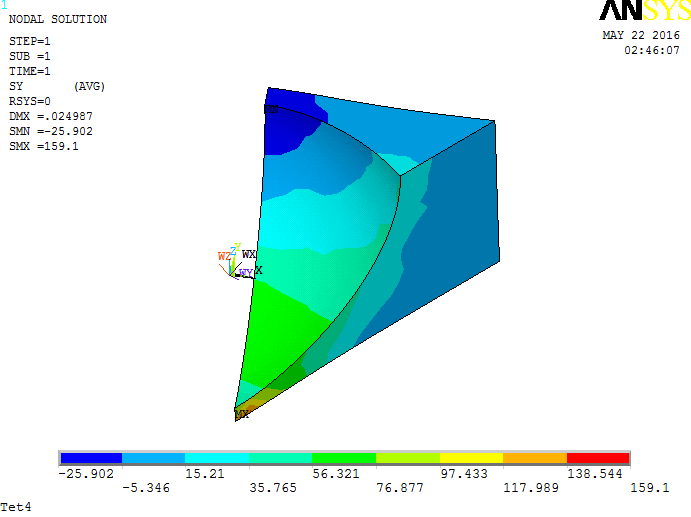 1
ANSYS
NODAL SOLUTION
MAY 22 2016
02:46:07
STEP=1
SUB =1
TIME=1
SY (AVG)
RSYS=0
DMX =.024987
SMN =-25.902
SMX =159.1
WZ Z Y WX
WY X
MX
-25.902 15.21 56.321 97.433 138.544
-5.346 35.765 76.877 117.989 159.1
Tet4